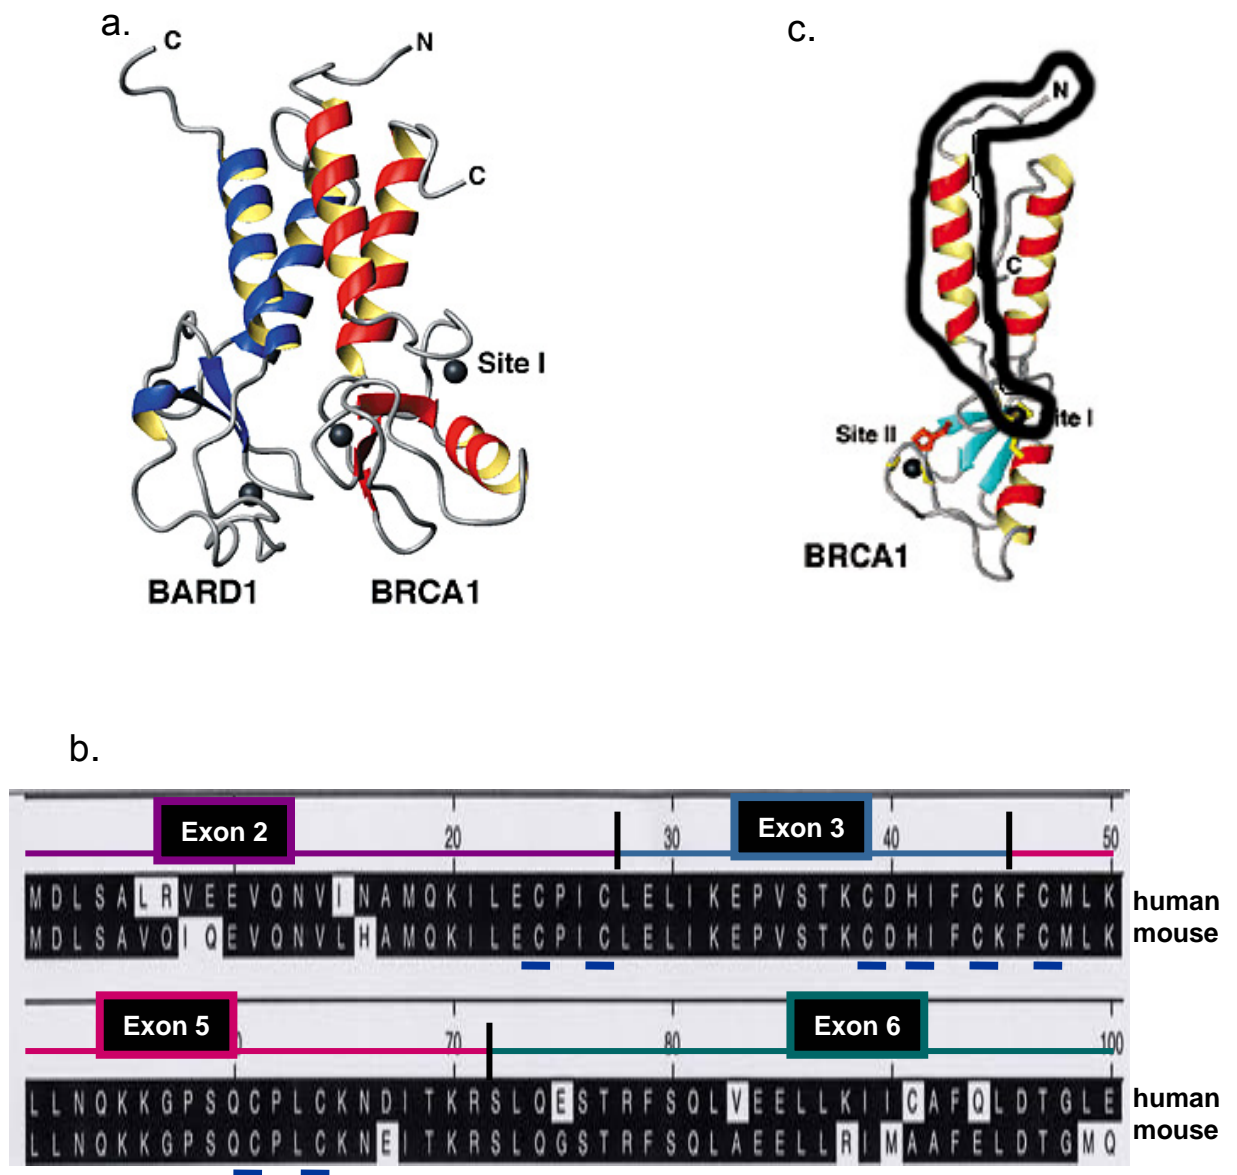 a.
C
N
C
Site I
BARD1
BRCA1
c.
N
C
Site II
ite I
BRCA1
b.
Exon 2
20
30
Exon 3
40
50
M D L S A L R V E E V Q N V I N A M Q K I L E C P I C L E L I K E P V S T K C D H I F C K F C M L K human
M D L S A V Q I Q E V Q N V L H A M Q K I L E C P I C L E L I K E P V S T K C D H I F C K F C M L K mouse
Exon 5
70
80
Exon 6
100
L L N Q K K G P S Q C P L C K N D I T K R S L Q E S T R F S Q L V E E L L K I I C A F Q L D T G L E human
L L N Q K K G P S Q C P L C K N E I T K R S L Q G S T R F S Q L A E E L L R I M A A F E L D T G M Q mouse